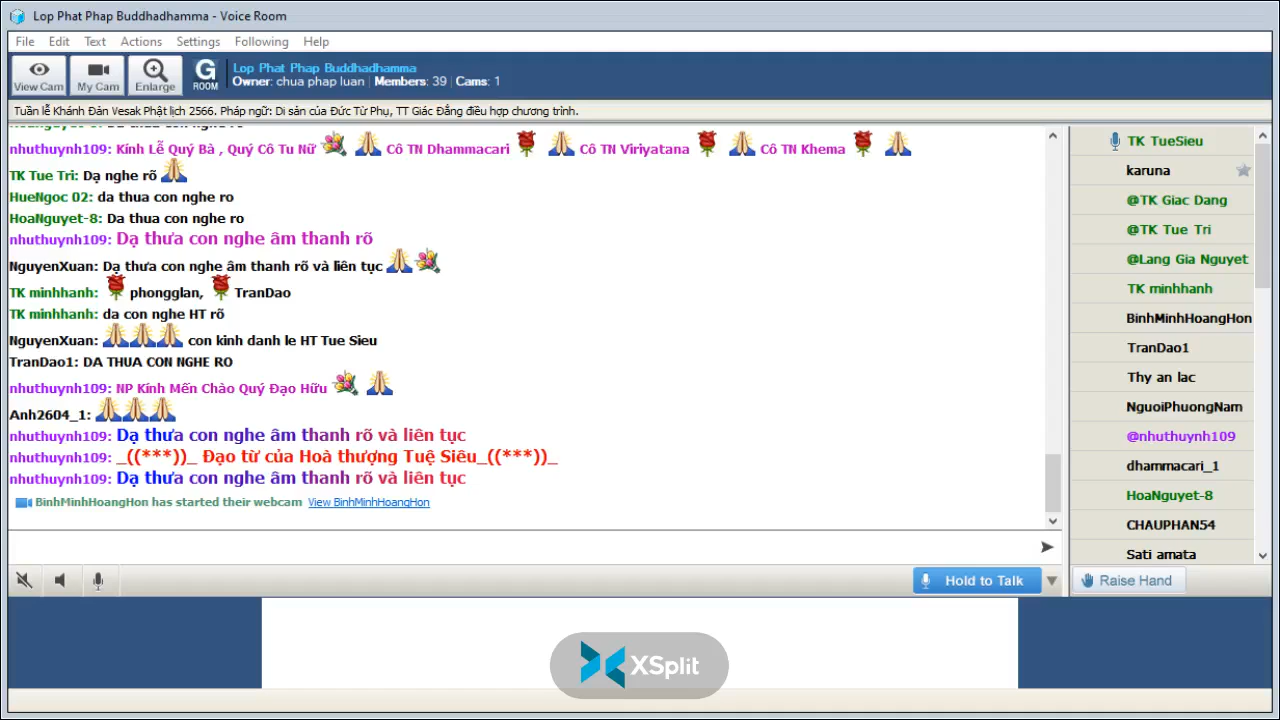 Lop Phat Phap Buddhadhamma - Voice Room
File Edit Text Actions Settings Following Help
View Cam My Cam Enlarge G ROOM
Lop Phat Phap Buddhadhamma
Owner: chua phap luan | Members: 39 | Cams: 1
Tuần lễ Khánh Đản Vesak Phật lịch 2566. Pháp ngữ: Di sản của Đức Từ Phụ, TT Giác Đẳng điều hợp chương trình.
HoaNguyet-8: Da thua con nghe ro
nhuthuynh109: Kính Lễ Quý Bà , Quý Cô Tu Nữ Cô TN Dhammacari Cô TN Viriyatana Cô TN Khema
TK Tue Tri: Dạ nghe rõ
HueNgoc 02: da thua con nghe ro
HoaNguyet-8: Da thua con nghe ro
nhuthuynh109: Dạ thưa con nghe âm thanh rõ
NguyenXuan: Dạ thưa con nghe âm thanh rõ và liên tục
TK minhhanh: phongglan, TranDao
TK minhhanh: da con nghe HT rõ
NguyenXuan: con kinh danh le HT Tue Sieu
TranDao1: DA THUA CON NGHE RO
nhuthuynh109: NP Kính Mến Chào Quý Đạo Hữu
Anh2604_1:
nhuthuynh109: Dạ thưa con nghe âm thanh rõ và liên tục
nhuthuynh109: _((***))_ Đạo từ của Hoà thượng Tuệ Siêu_((***))_
nhuthuynh109: Dạ thưa con nghe âm thanh rõ và liên tục
BinhMinhHoangHon has started their webcam View BinhMinhHoangHon
Hold to Talk
TK TueSieu
karuna
@TK Giac Dang
@TK Tue Tri
@Lang Gia Nguyet
TK minhhanh
BinhMinhHoangHon
TranDao1
Thy an lac
NguoiPhuongNam
@nhuthuynh109
dhammacari_1
HoaNguyet-8
CHAUPHAN54
Sati amata
Raise Hand
XSplit